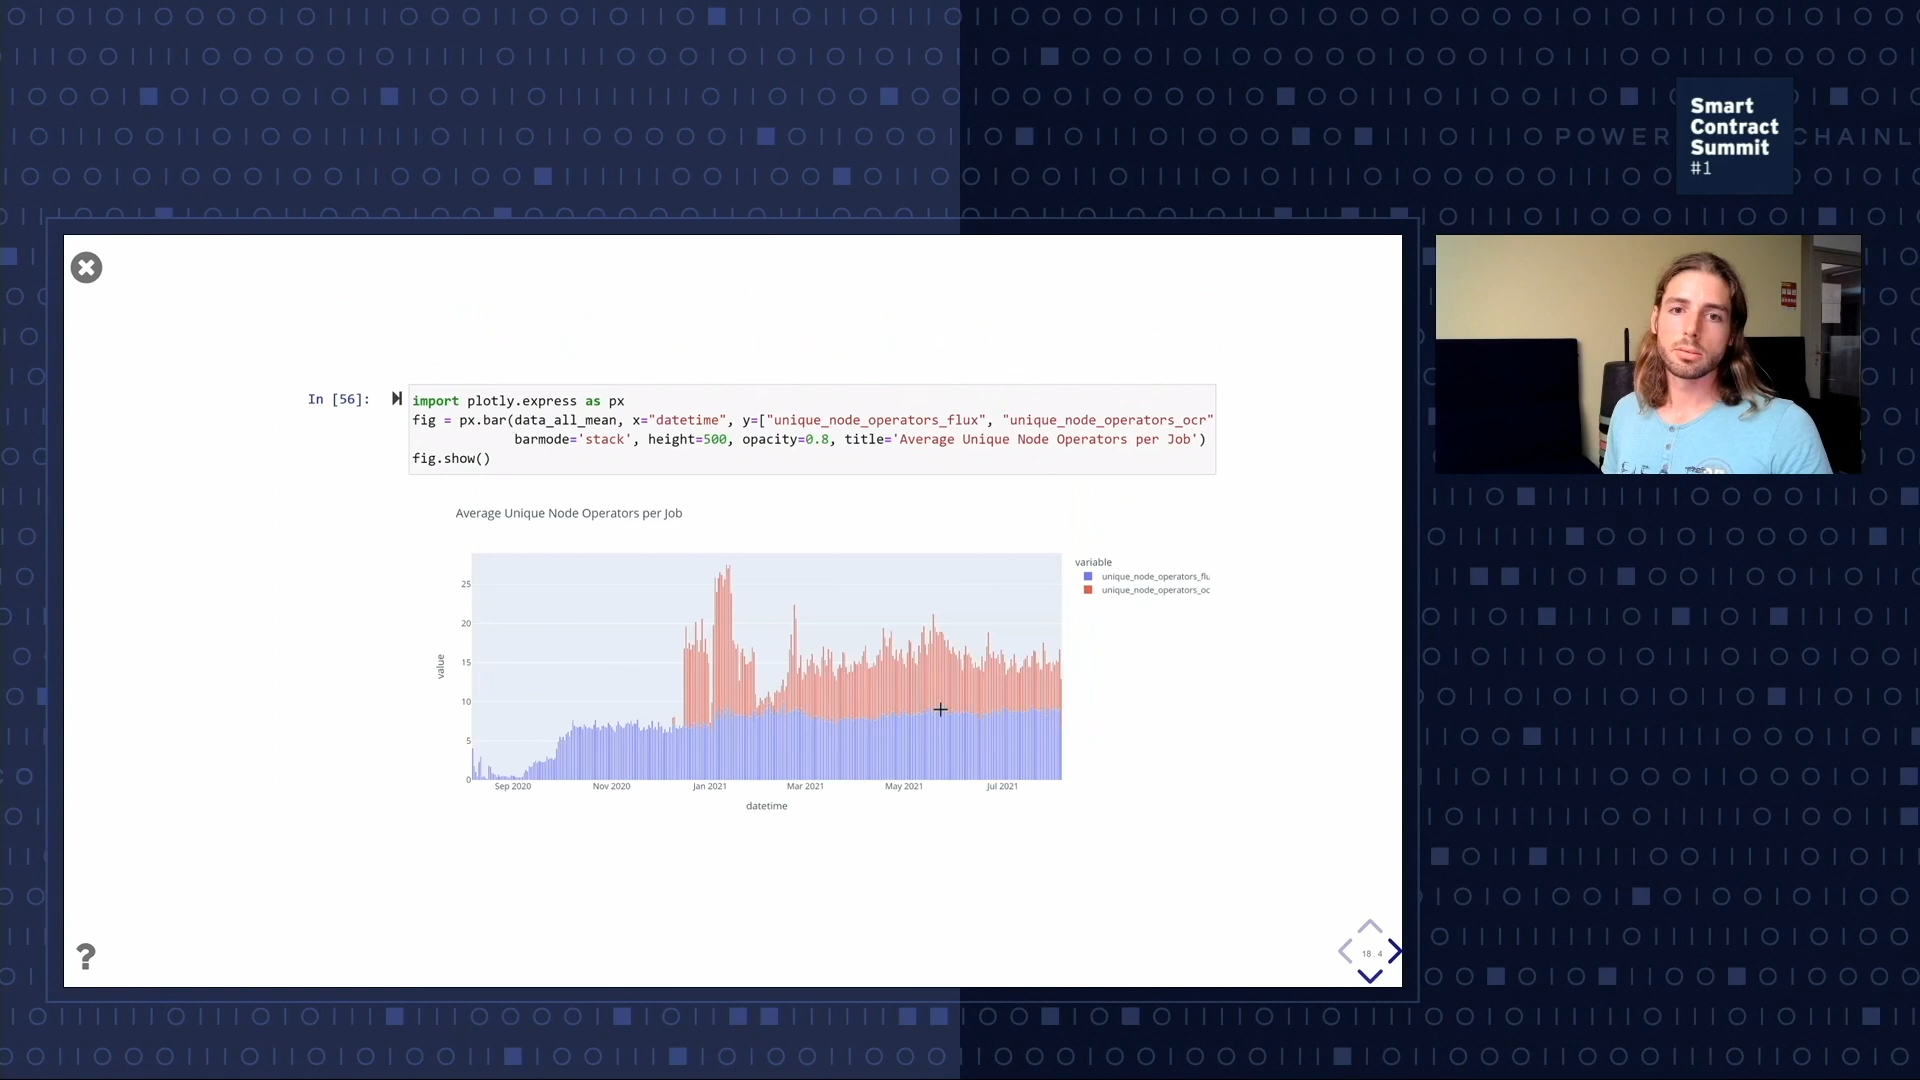 Smart
Contract
Summit
#1
POWER
CHAINL
In [56]:
import plotly.express as px
fig = px.bar(data_all_mean, x="datetime", y=["unique_node_operators_flux", "unique_node_operators_ocr"
barmode='stack', height=500, opacity=0.8, title='Average Unique Node Operators per Job')
fig.show()
Average Unique Node Operators per Job
variable
unique_node_operators_flu
unique_node_operators_oc
value
25
20
15
10
5
0
Sep 2020
Nov 2020
Jan 2021
Mar 2021
May 2021
Jul 2021
datetime
?
18.4